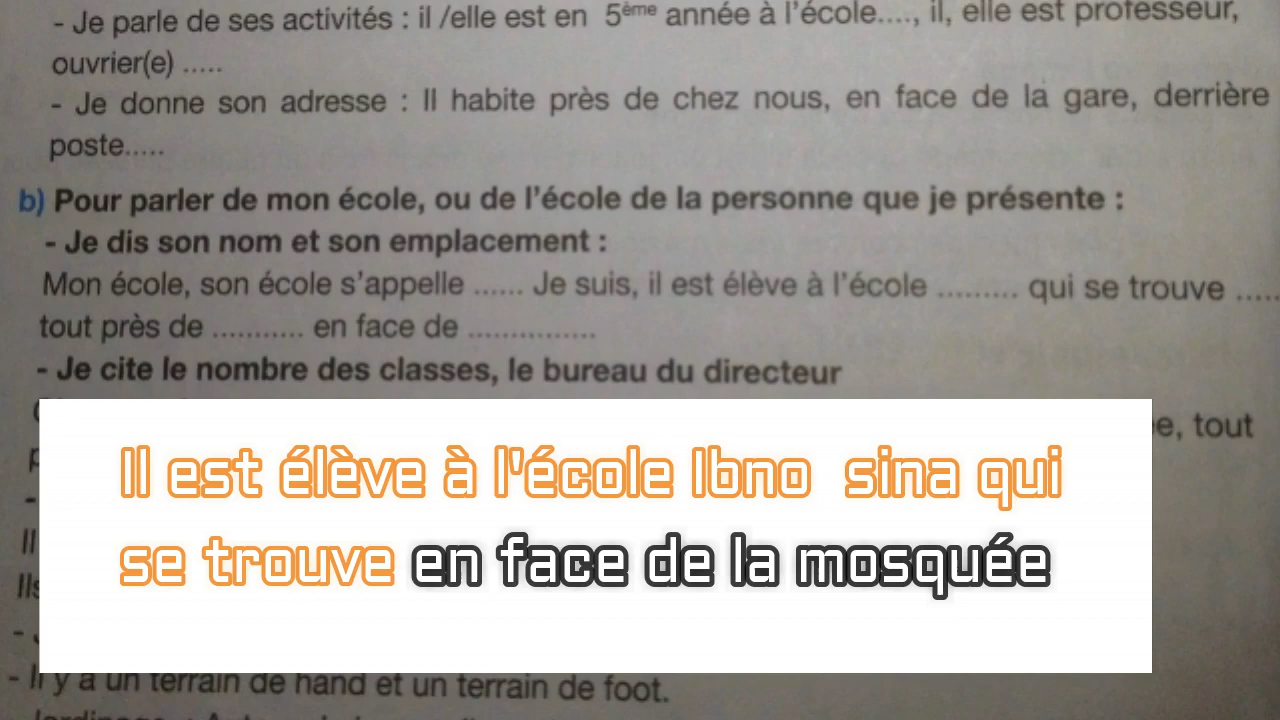 - Je parle de ses activités : il /elle est en 5ème année à l'école...., il, elle est professeur,
ouvrier(e) .....
- Je donne son adresse : Il habite près de chez nous, en face de la gare, derrière
poste.....
b) Pour parler de mon école, ou de l'école de la personne que je présente :
- Je dis son nom et son emplacement :
Mon école, son école s'appelle ...... Je suis, il est élève à l'école ......... qui se trouve .....
tout près de ........... en face de ...............
- Je cite le nombre des classes, le bureau du directeur
tout
Il est élève à l'école Ibno sina qui
se trouve en face de la mosquée
Il
Ils
- Il y a un terrain de hand et un terrain de foot.